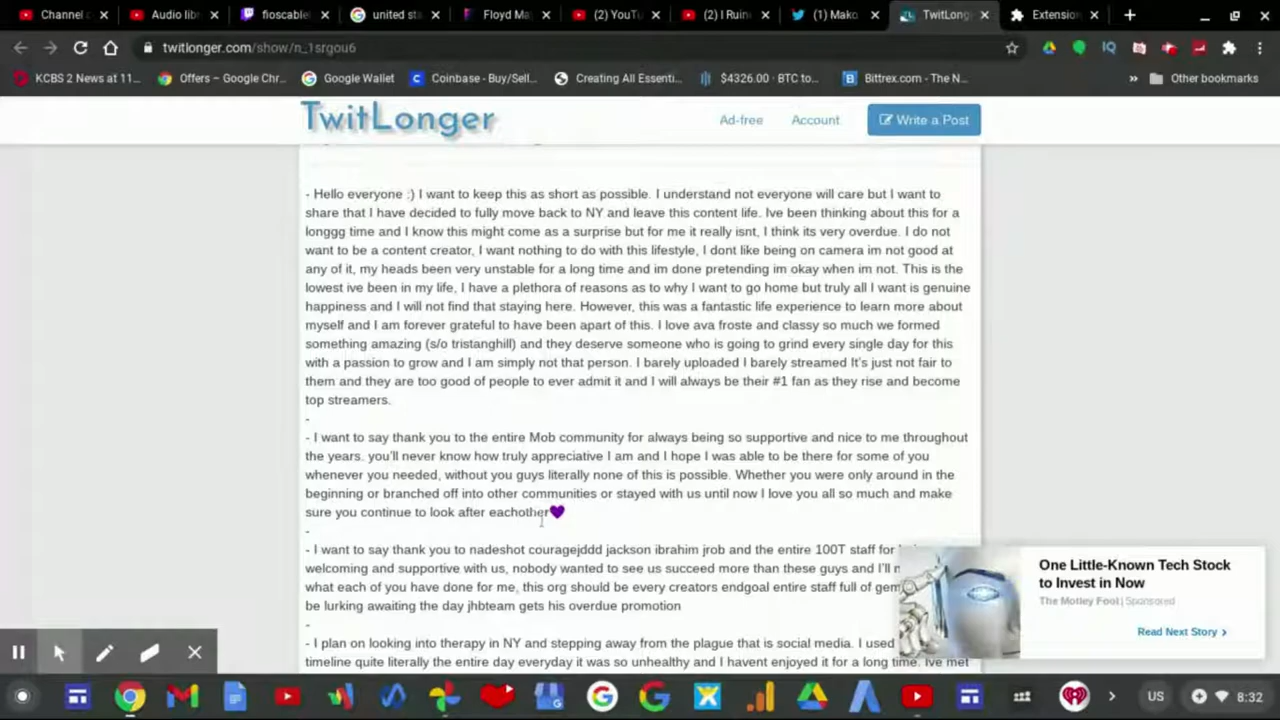 Channel c
Audio libr
fioscablel
united sta
Floyd Ma
(2) YouTu
(2) I Ruin
(1) Mako
TwitLong
Extension
twitlonger.com/show/n_1srgou6
KCBS 2 News at 11...
Offers – Google Chr...
Google Wallet
Coinbase - Buy/Sell...
Creating All Essenti...
$4326.00 · BTC to...
Bittrex.com - The N...
» Other bookmarks
TwitLonger
Ad-free
Account
Write a Post
- Hello everyone :) I want to keep this as short as possible. I understand not everyone will care but I want to
share that I have decided to fully move back to NY and leave this content life. Ive been thinking about this for a
longgg time and I know this might come as a surprise but for me it really isnt, I think its very overdue. I do not
want to be a content creator, I want nothing to do with this lifestyle, I dont like being on camera im not good at
any of it, my heads been very unstable for a long time and im done pretending im okay when im not. This is the
lowest ive been in my life, I have a plethora of reasons as to why I want to go home but truly all I want is genuine
happiness and I will not find that staying here. However, this was a fantastic life experience to learn more about
myself and I am forever grateful to have been apart of this. I love ava froste and classy so much we formed
something amazing (s/o tristanghill) and they deserve someone who is going to grind every single day for this
with a passion to grow and I am simply not that person. I barely uploaded I barely streamed It's just not fair to
them and they are too good of people to ever admit it and I will always be their #1 fan as they rise and become
top streamers.
-
- I want to say thank you to the entire Mob community for always being so supportive and nice to me throughout
the years. you'll never know how truly appreciative I am and I hope I was able to be there for some of you
whenever you needed, without you guys literally none of this is possible. Whether you were only around in the
beginning or branched off into other communities or stayed with us until now I love you all so much and make
sure you continue to look after eachother💜
-
- I want to say thank you to nadeshot couragejddd jackson ibrahim jrob and the entire 100T staff for
welcoming and supportive with us, nobody wanted to see us succeed more than these guys and I'll
what each of you have done for me, this org should be every creators endgoal entire staff full of
be lurking awaiting the day jhbteam gets his overdue promotion
-
- I plan on looking into therapy in NY and stepping away from the plague that is social media. I used
timeline quite literally the entire day everyday it was so unhealthy and I havent enjoyed it for a long time. Ive met
One Little-Known Tech Stock
to Invest in Now
The Motley Fool | Sponsored
Read Next Story >
US
8:32